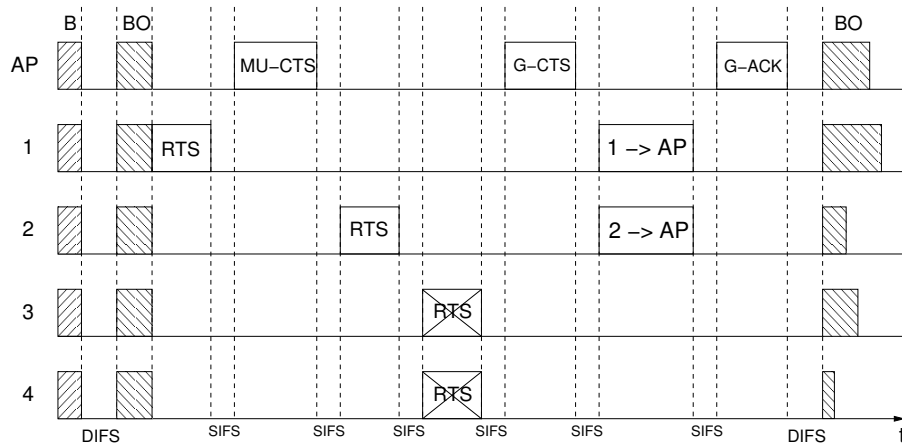 B BO BO
AP MU−CTS G−CTS G−ACK
1 RTS 1 −> AP
2 RTS 2 −> AP
3 RTS
4 RTS
DIFS SIFS SIFS SIFS SIFS SIFS SIFS DIFS t